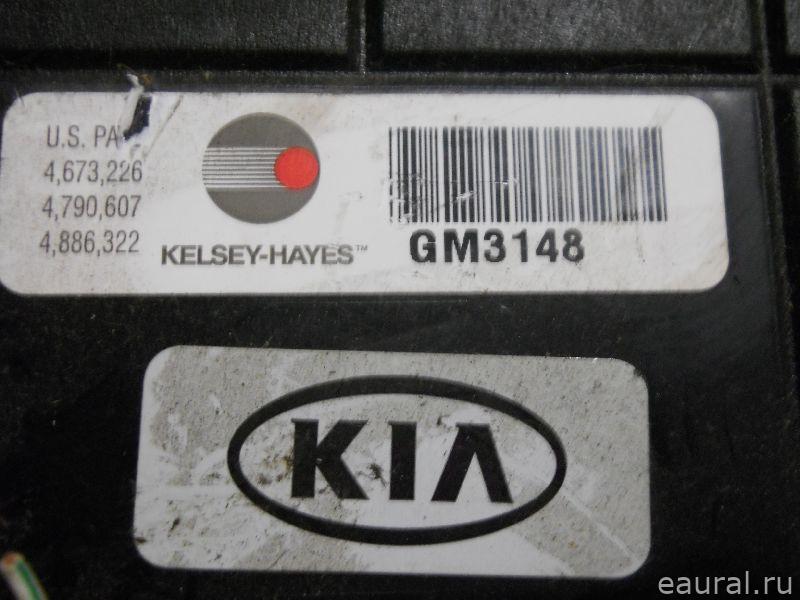 U.S. PA
4,673,226
4,790,607
4,886,322
KELSEY-HAYES™
GM3148
KIA
eaural.ru